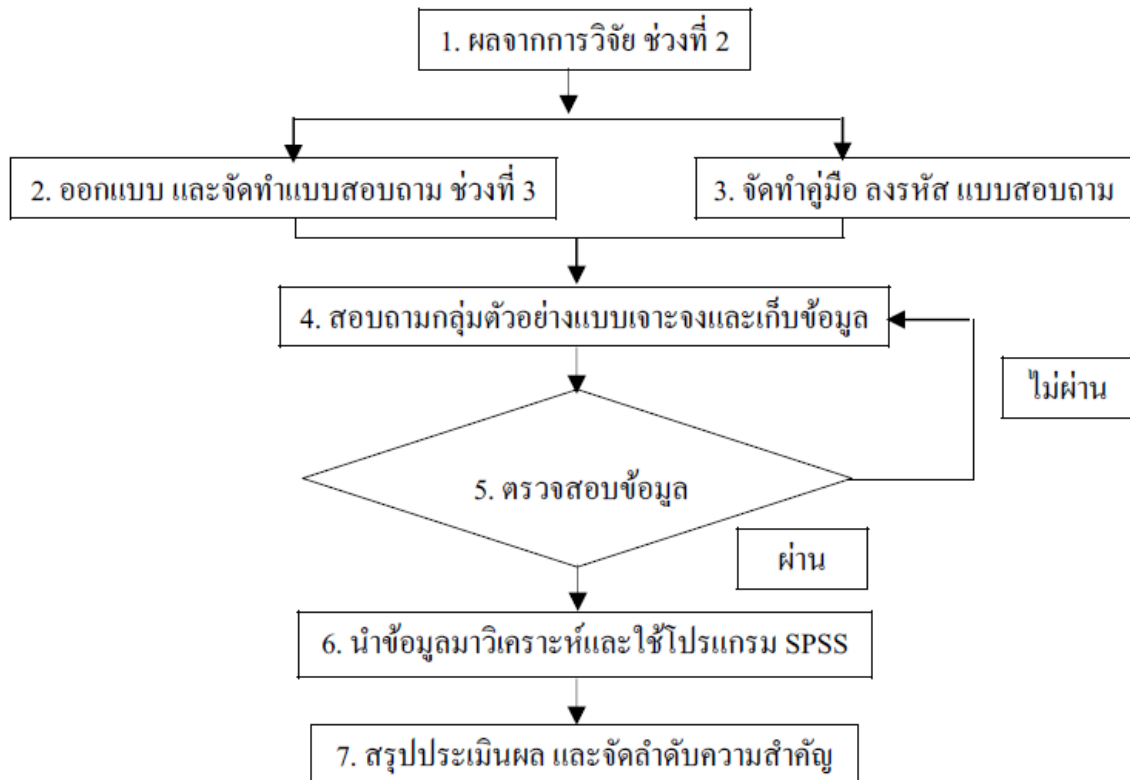 1. ผลจากการวิจัย ช่วงที่ 2
2. ออกแบบ และจัดทำแบบสอบถาม ช่วงที่ 3
3. จัดทำคู่มือ ลงรหัส แบบสอบถาม
4. สอบถามกลุ่มตัวอย่างแบบเจาะจงและเก็บข้อมูล
ไม่ผ่าน
5. ตรวจสอบข้อมูล
ผ่าน
6. นำข้อมูลมาวิเคราะห์และใช้โปรแกรม SPSS
7. สรุปประเมินผล และจัดลำดับความสำคัญ